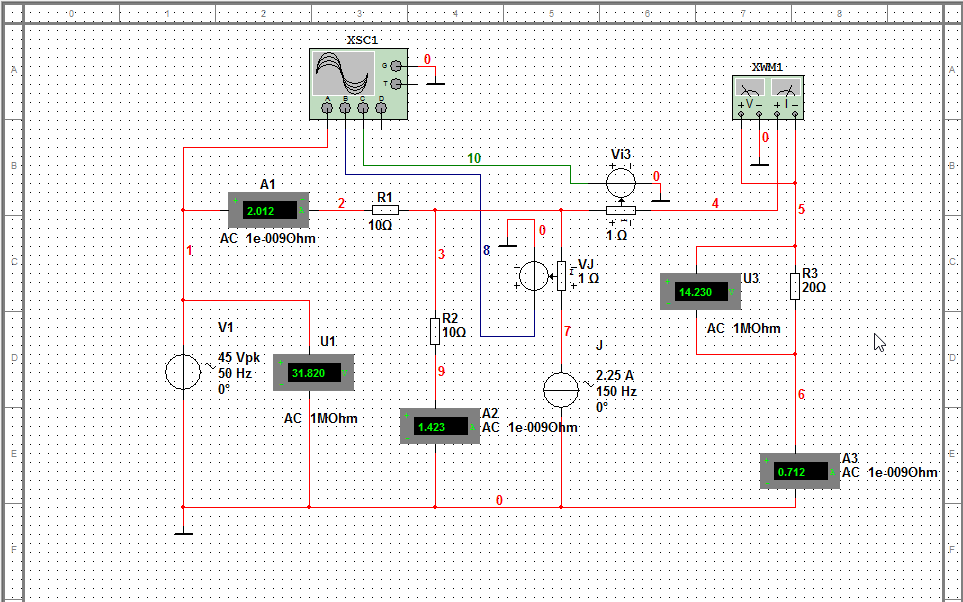 0 1 2 3 4 5 6 7 8
XSC1
G
T
A B C D
0
XWM1
+ V - + I -
0
A A
B B
C C
D D
E E
F F
10
Vi3
+ -
0
A1
+ 2.012 A
AC 1e-009Ohm
2
R1
10Ω
+ -
1 Ω
4
5
1
3
8
0
VJ
1 Ω
- +
- +
U3
14.230 V
AC 1MOhm
R3
20Ω
V1
45 Vpk
50 Hz
0°
U1
+ 31.820 V
-
AC 1MOhm
R2
10Ω
9
7
J
2.25 A
150 Hz
0°
6
A2
+ 1.423 A
-
AC 1e-009Ohm
A3
+ 0.712 A
AC 1e-009Ohm
0